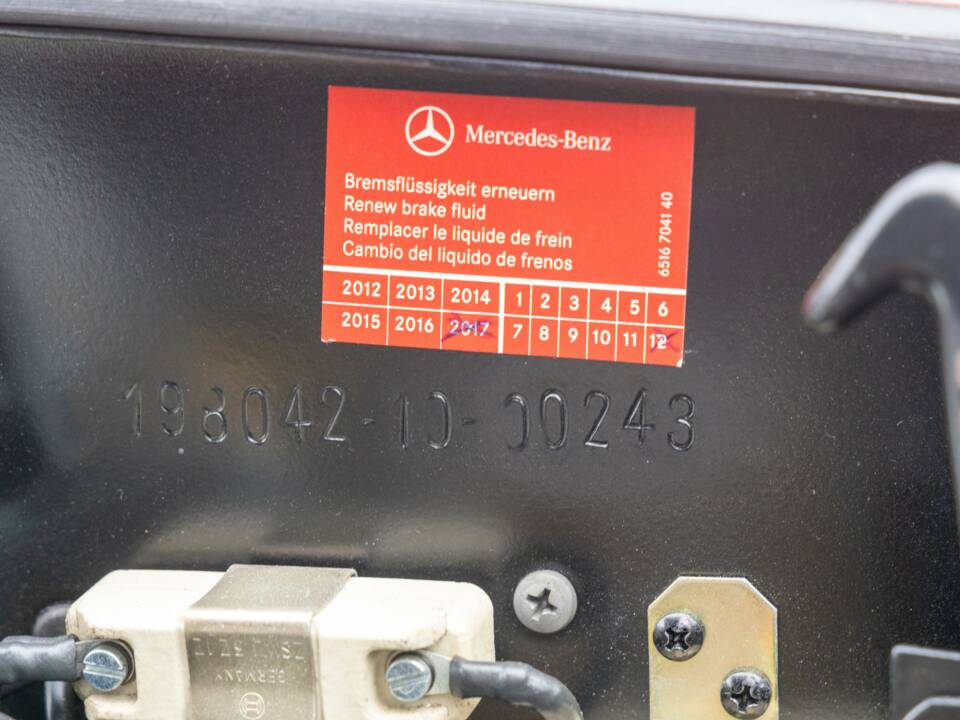 Mercedes-Benz
Bremsflüssigkeit erneuern
Renew brake fluid
Remplacer le liquide de frein
Cambio del liquido de frenos
6516 7041 40
2012 2013 2014 1 2 3 4 5 6
2015 2016 2017 7 8 9 10 11 12
198042-10-00243
GERMANY